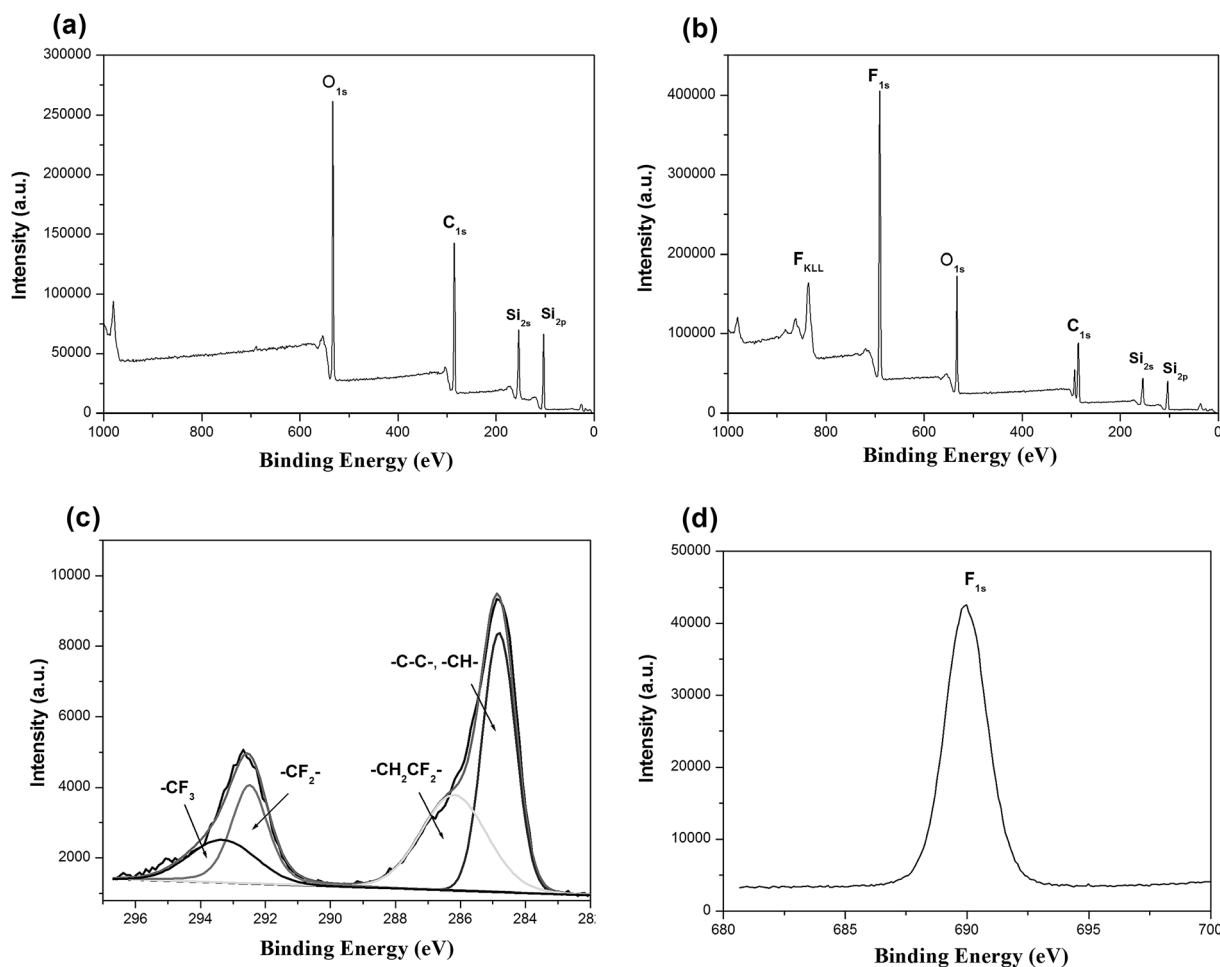 (a)
300000
250000
200000
150000
100000
50000
0
Intensity (a.u.)
O1s
C1s
Si2s
Si2p
1000 800 600 400 200 0
Binding Energy (eV)
(b)
400000
300000
200000
100000
0
Intensity (a.u.)
FKLL
F1s
O1s
C1s
Si2s
Si2p
1000 800 600 400 200 0
Binding Energy (eV)
(c)
10000
8000
6000
4000
2000
Intensity (a.u.)
-C-C-, -CH-
-CH2CF2-
-CF3
-CF2-
296 294 292 290 288 286 284
Binding Energy (eV)
(d)
50000
40000
30000
20000
10000
0
Intensity (a.u.)
F1s
680 685 690 695 700
Binding Energy (eV)